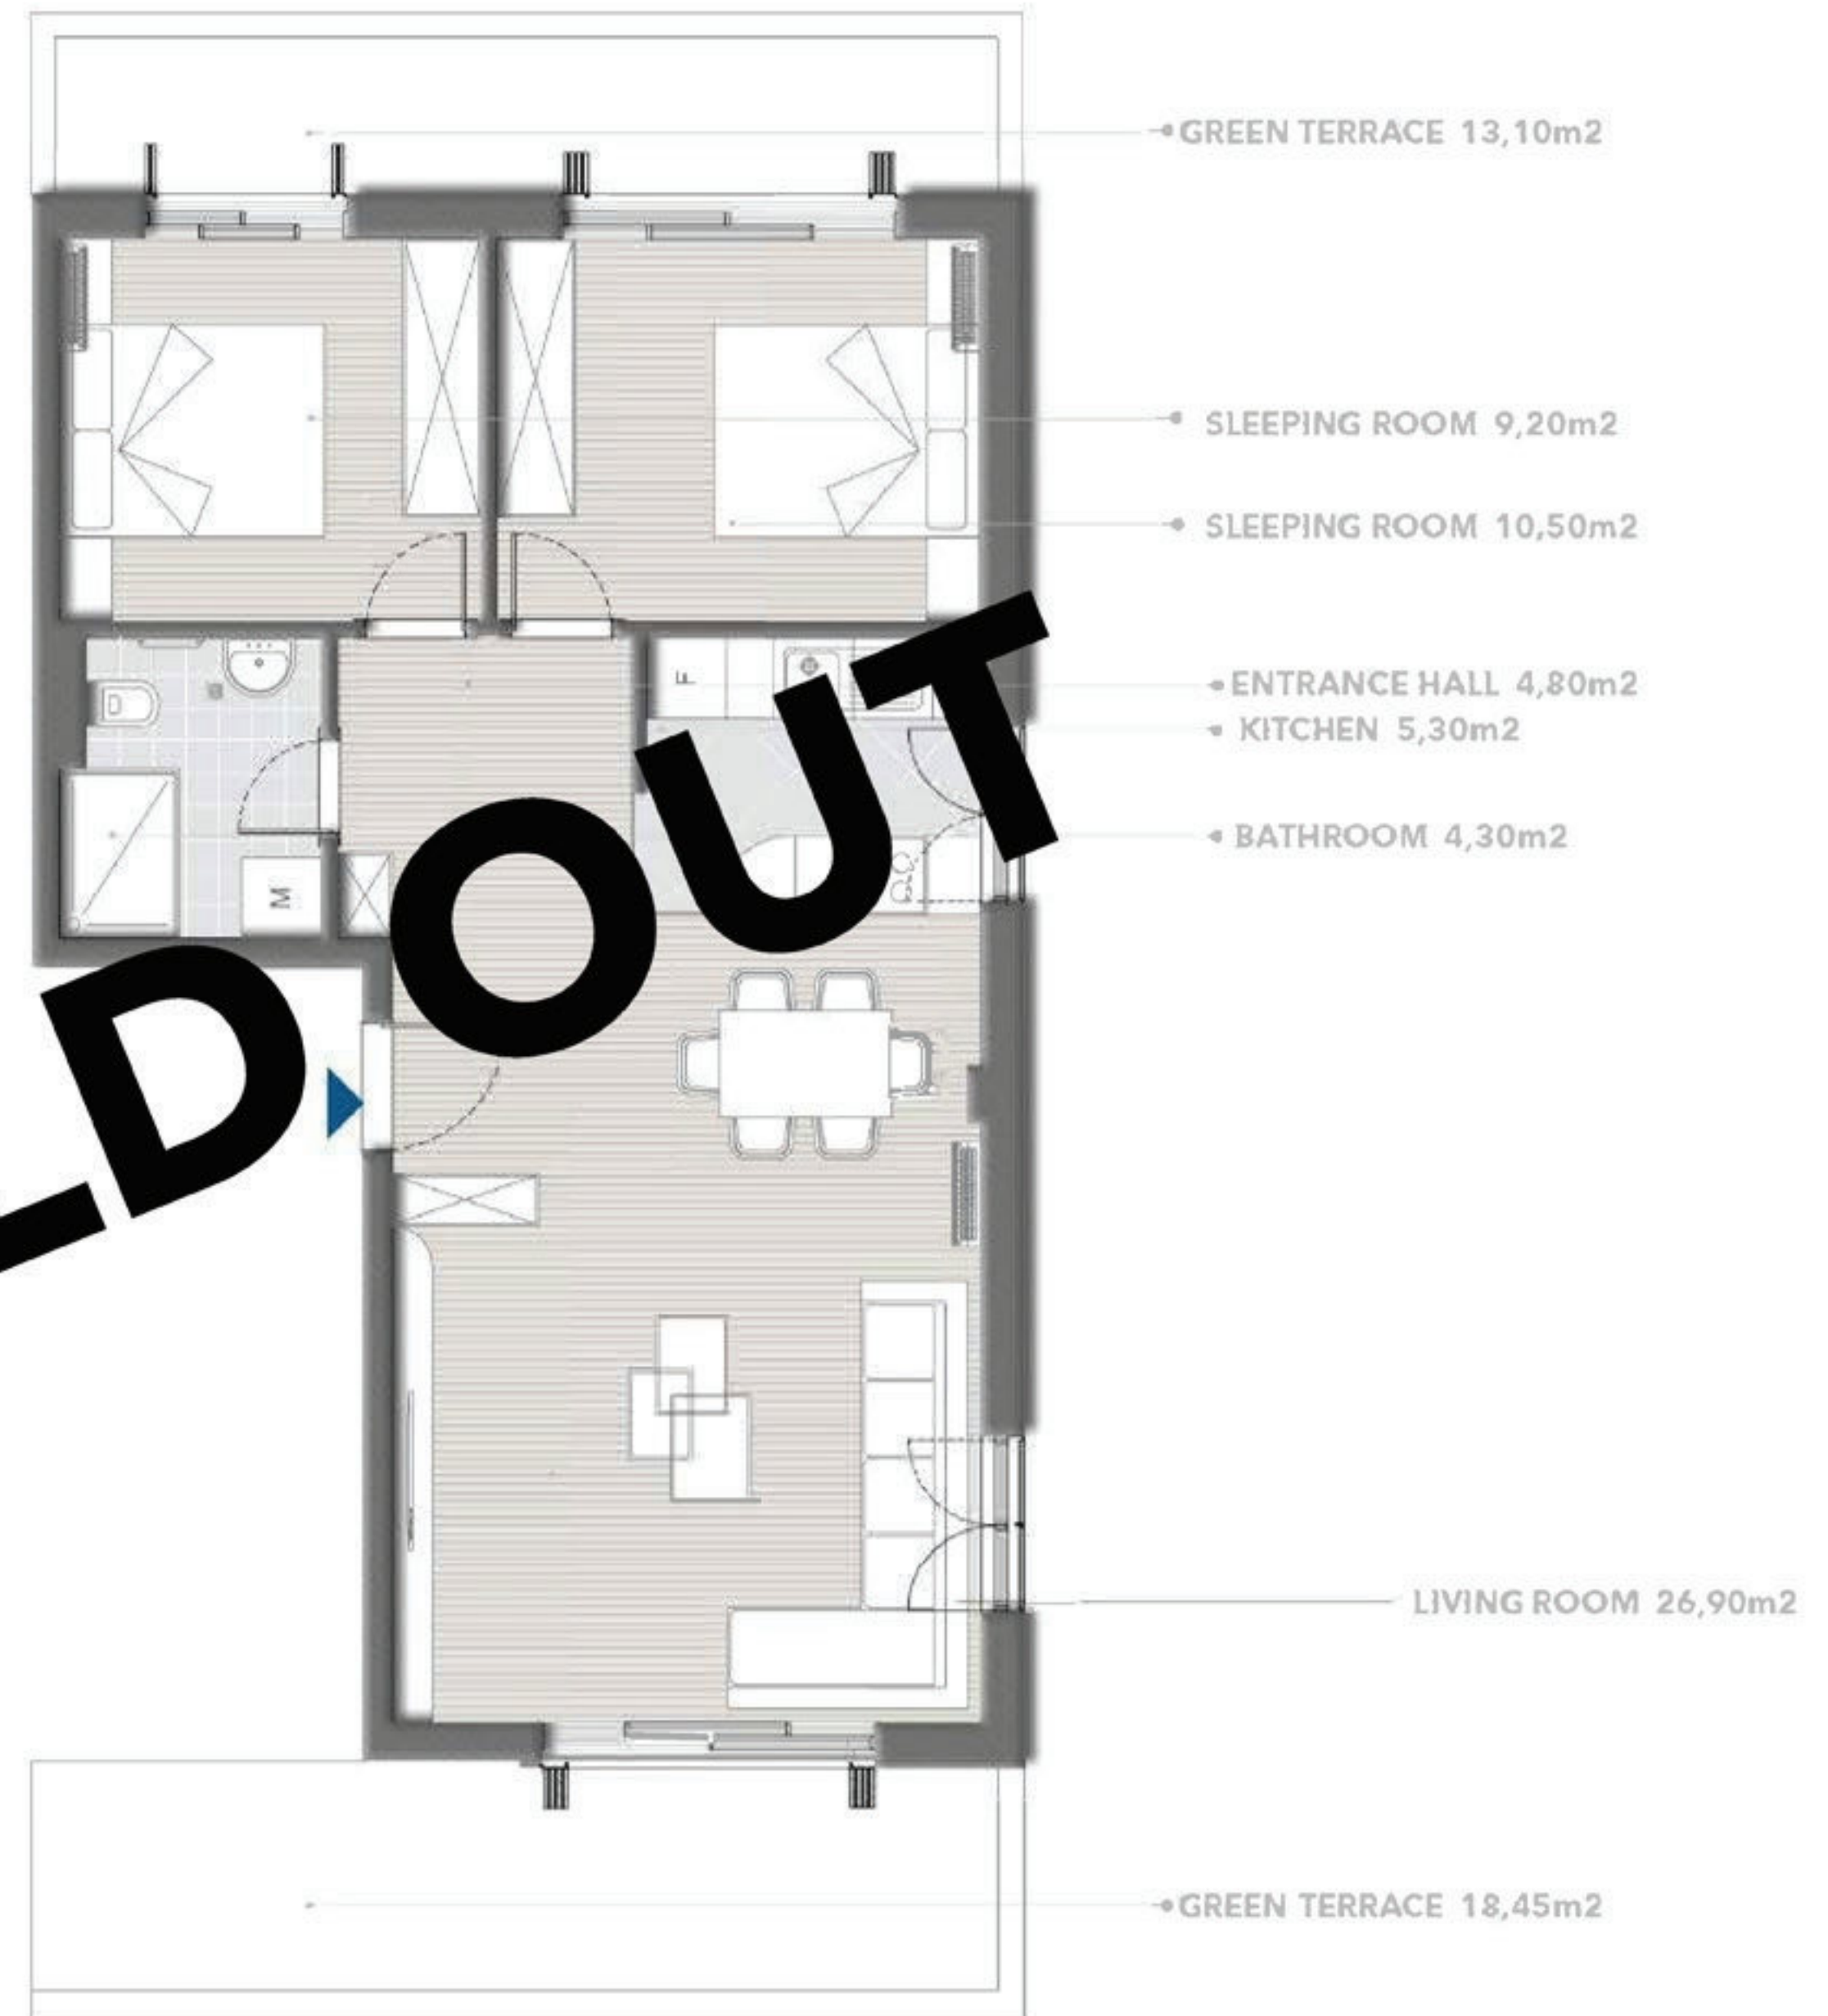 GREEN TERRACE 13,10m2
SLEEPING ROOM 9,20m2
SLEEPING ROOM 10,50m2
ENTRANCE HALL 4,80m2
F
KITCHEN 5,30m2
BATHROOM 4,30m2
M
LD OUT
LIVING ROOM 26,90m2
GREEN TERRACE 18,45m2